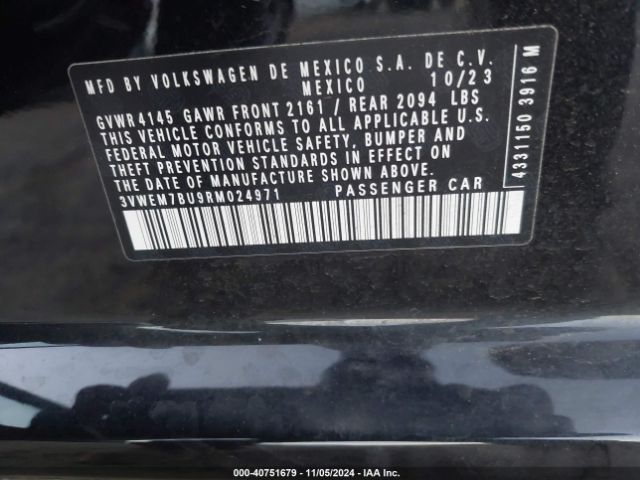 MFD BY VOLKSWAGEN DE MEXICO S.A. DE C.V.
MEXICO 10/23
GVWR4145 GAWR FRONT 2161 / REAR 2094 LBS
THIS VEHICLE CONFORMS TO ALL APPLICABLE U.S.
FEDERAL MOTOR VEHICLE SAFETY, BUMPER AND
THEFT PREVENTION STANDARDS IN EFFECT ON
DATE OF MANUFACTURE SHOWN ABOVE.
3VWEM7BU9RM024971 PASSENGER CAR
4331150 3916 M
000-40751679 - 11/05/2024 - IAA Inc.